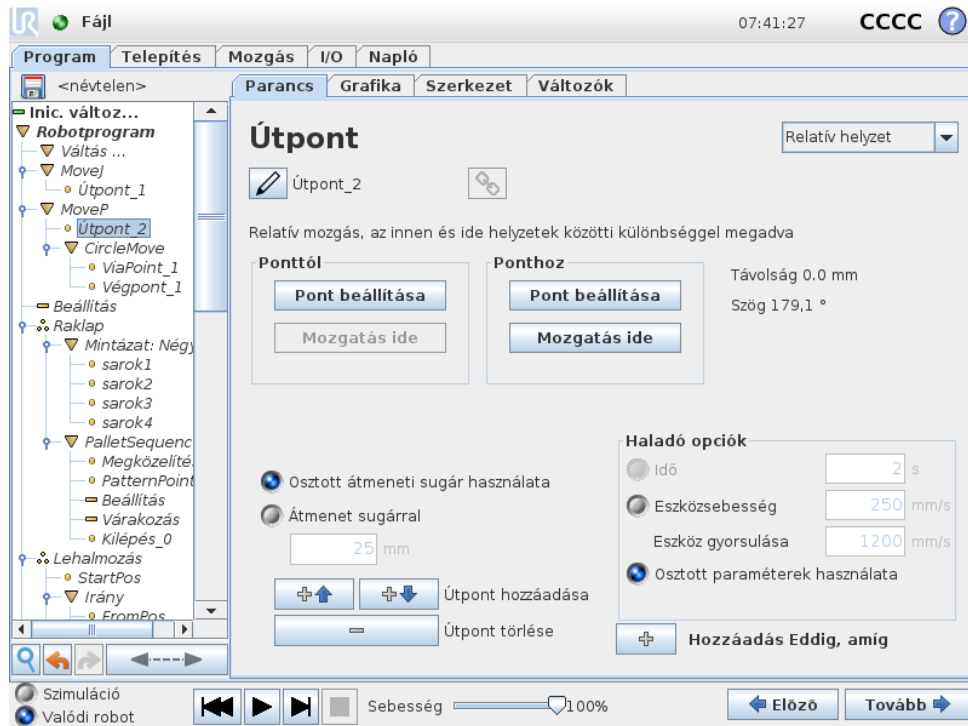 UR Fájl 07:41:27 CCCC ?
Program Telepítés Mozgás I/O Napló
<névtelen>
Parancs Grafika Szerkezet Változók
Inic. változ...
Robotprogram
Váltás ...
MoveJ
Útpont_1
MoveP
Útpont_2
CircleMove
ViaPoint_1
Végpont_1
Beállítás
Raklap
Mintázat: Négy
sarok1
sarok2
sarok3
sarok4
PalletSequenc
Megközelíté.
PatternPoint
Beállítás
Várakozás
Kilépés_0
Lehalmozás
StartPos
Irány
FromPos
Útpont
Relatív helyzet
Útpont_2
Relatív mozgás, az innen és ide helyzetek közötti különbséggel megadva
Ponttól
Pont beállítása
Mozgatás ide
Ponthoz
Pont beállítása
Mozgatás ide
Távolság 0.0 mm
Szög 179,1 °
Osztott átmeneti sugár használata
Átmenet sugárral
25 mm
Útpont hozzáadása
Útpont törlése
Haladó opciók
Idő 2 s
Eszközsebesség 250 mm/s
Eszköz gyorsulása 1200 mm/s
Osztott paraméterek használata
Hozzáadás Eddig, amíg
Szimuláció
Valódi robot
Sebesség 100%
Előző
Tovább